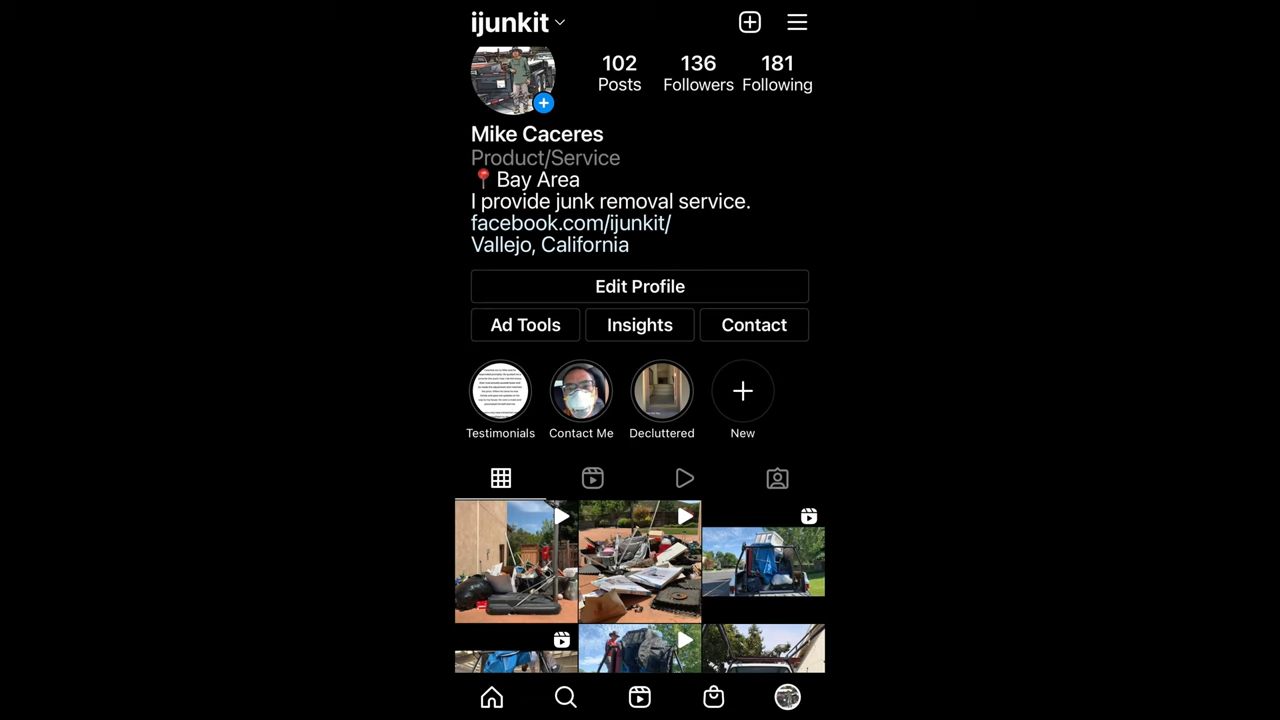 ijunkit
102 136 181
Posts Followers Following
Mike Caceres
Product/Service
📍Bay Area
I provide junk removal service.
facebook.com/ijunkit/
Vallejo, California
Edit Profile
Ad Tools Insights Contact
Testimonials Contact Me Decluttered New